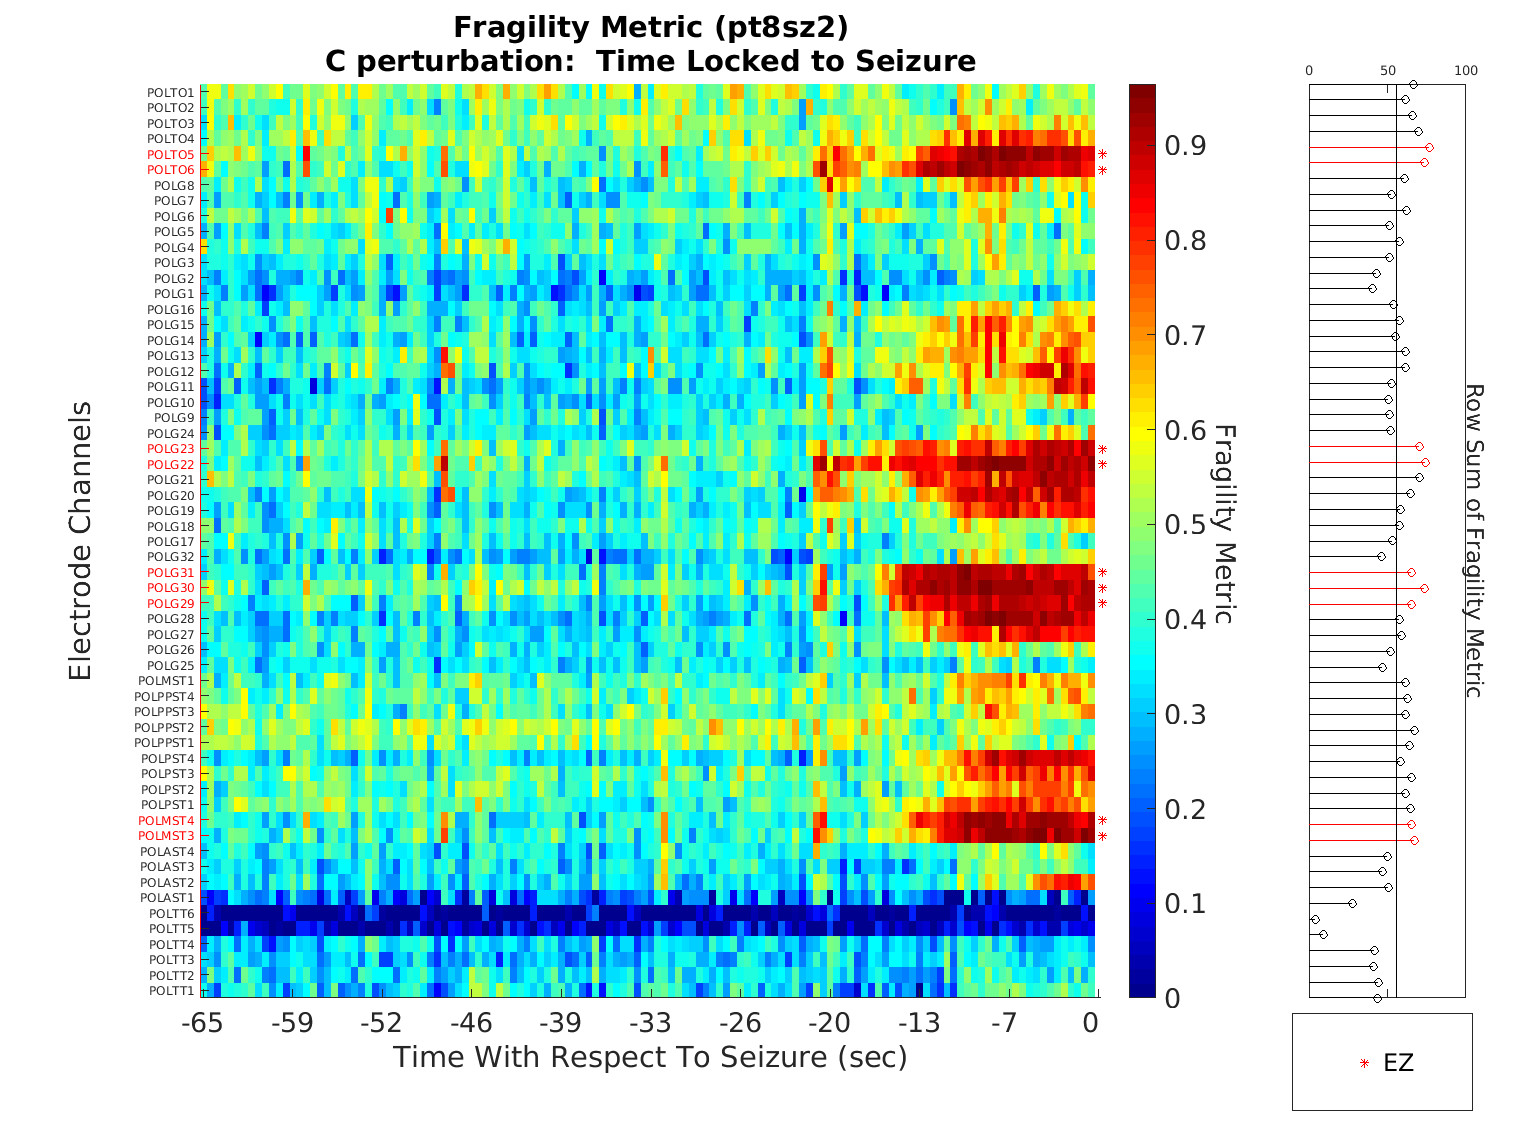 Fragility Metric (pt8sz2)
C perturbation:  Time Locked to Seizure
Electrode Channels
POLTO1
POLTO2
POLTO3
POLTO4
POLTO5
POLTO6
POLG8
POLG7
POLG6
POLG5
POLG4
POLG3
POLG2
POLG1
POLG16
POLG15
POLG14
POLG13
POLG12
POLG11
POLG10
POLG9
POLG24
POLG23
POLG22
POLG21
POLG20
POLG19
POLG18
POLG17
POLG32
POLG31
POLG30
POLG29
POLG28
POLG27
POLG26
POLG25
POLMST1
POLPPST4
POLPPST3
POLPPST2
POLPPST1
POLPST4
POLPST3
POLPST2
POLPST1
POLMST4
POLMST3
POLAST4
POLAST3
POLAST2
POLAST1
POLTT6
POLTT5
POLTT4
POLTT3
POLTT2
POLTT1
-65 -59 -52 -46 -39 -33 -26 -20 -13 -7 0
Time With Respect To Seizure (sec)
0.9
0.8
0.7
0.6
0.5
0.4
0.3
0.2
0.1
0
Fragility Metric
0 50 100
Row Sum of Fragility Metric
EZ